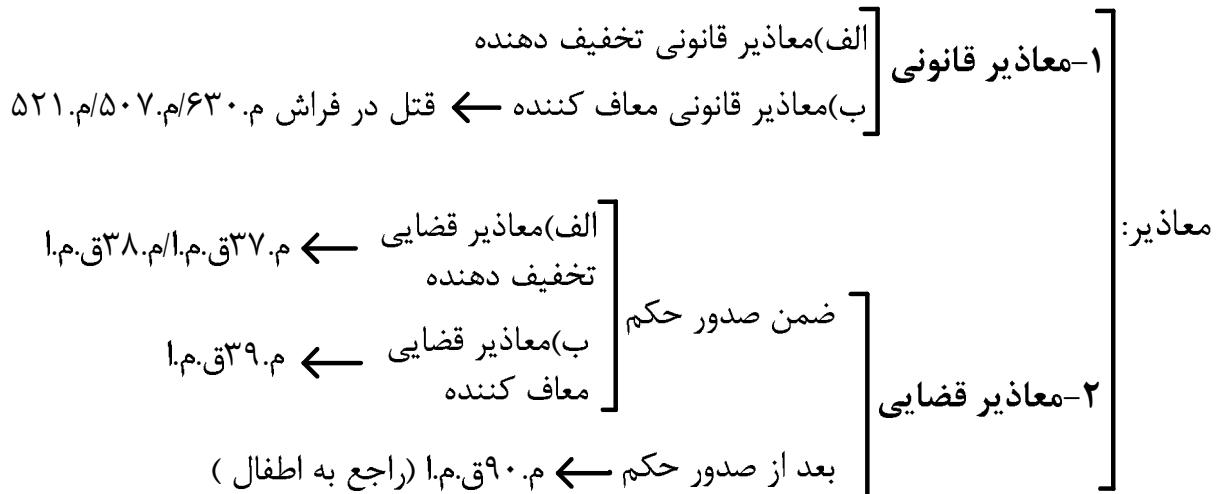 معاذیر:
۱-معاذیر قانونی
الف)معاذیر قانونی تخفیف دهنده
ب)معاذیر قانونی معاف کننده ← قتل در فراش م.۶۳۰/م.۵۰۷/م.۵۲۱
۲-معاذیر قضایی
ضمن صدور حکم
الف)معاذیر قضایی ← م.۳۷ق.م.ا/م.۳۸ق.م.ا
تخفیف دهنده
ب)معاذیر قضایی ← م.۳۹ق.م.ا
معاف کننده
بعد از صدور حکم ← م.۹۰ق.م.ا (راجع به اطفال )